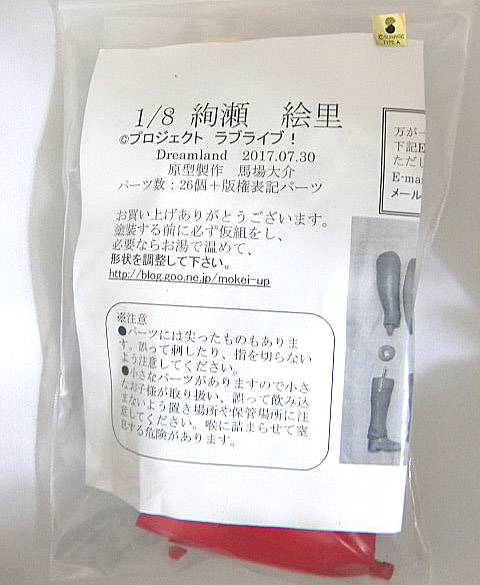 ©SUNRISE
TYPE A
1/8 絢瀬 絵里
©プロジェクト ラブライブ！
Dreamland 2017.07.30
原型製作 馬場大介
パーツ数：26個＋版権表記パーツ
お買い上げありがとうございます。
塗装する前に必ず仮組をし、
必要ならお湯で温めて、
形状を調整して下さい。
http://blog.goo.ne.jp/mokei-up
※注意
●パーツには尖ったものもありま
す。誤って刺したり、指を切らない
よう注意してください。
●小さなパーツがありますので小さ
なお子様が取り扱い、誤って飲み込
まないよう置き場所や保管場所に注
意してください。喉に詰まらせて窒
息する危険があります。
万が一
下記E
ただし
E-ma
メール